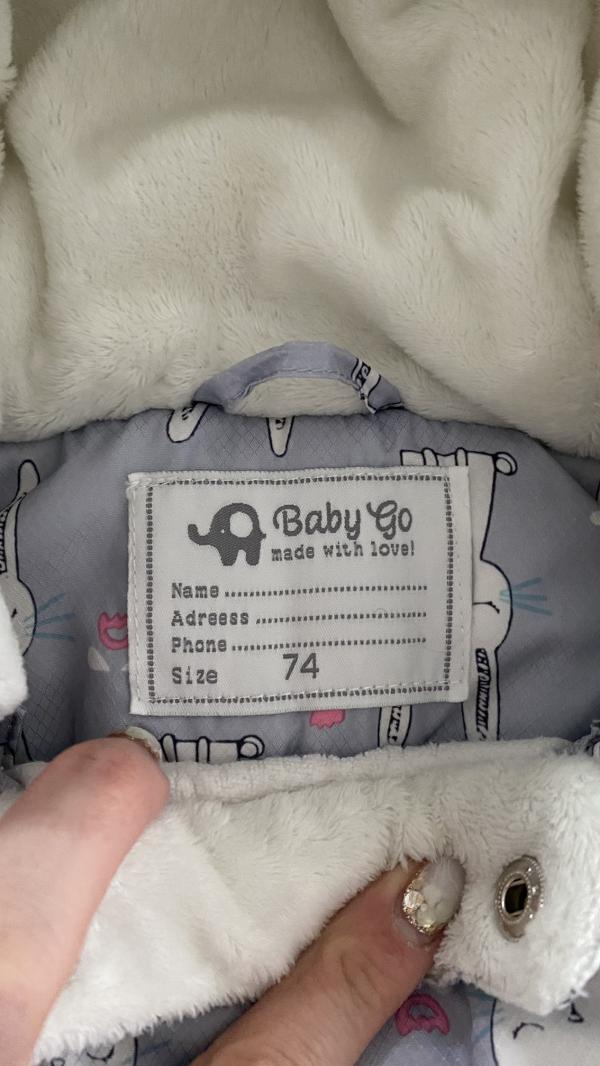 Baby Go
made with love!
Name
Adreess
Phone
Size 74